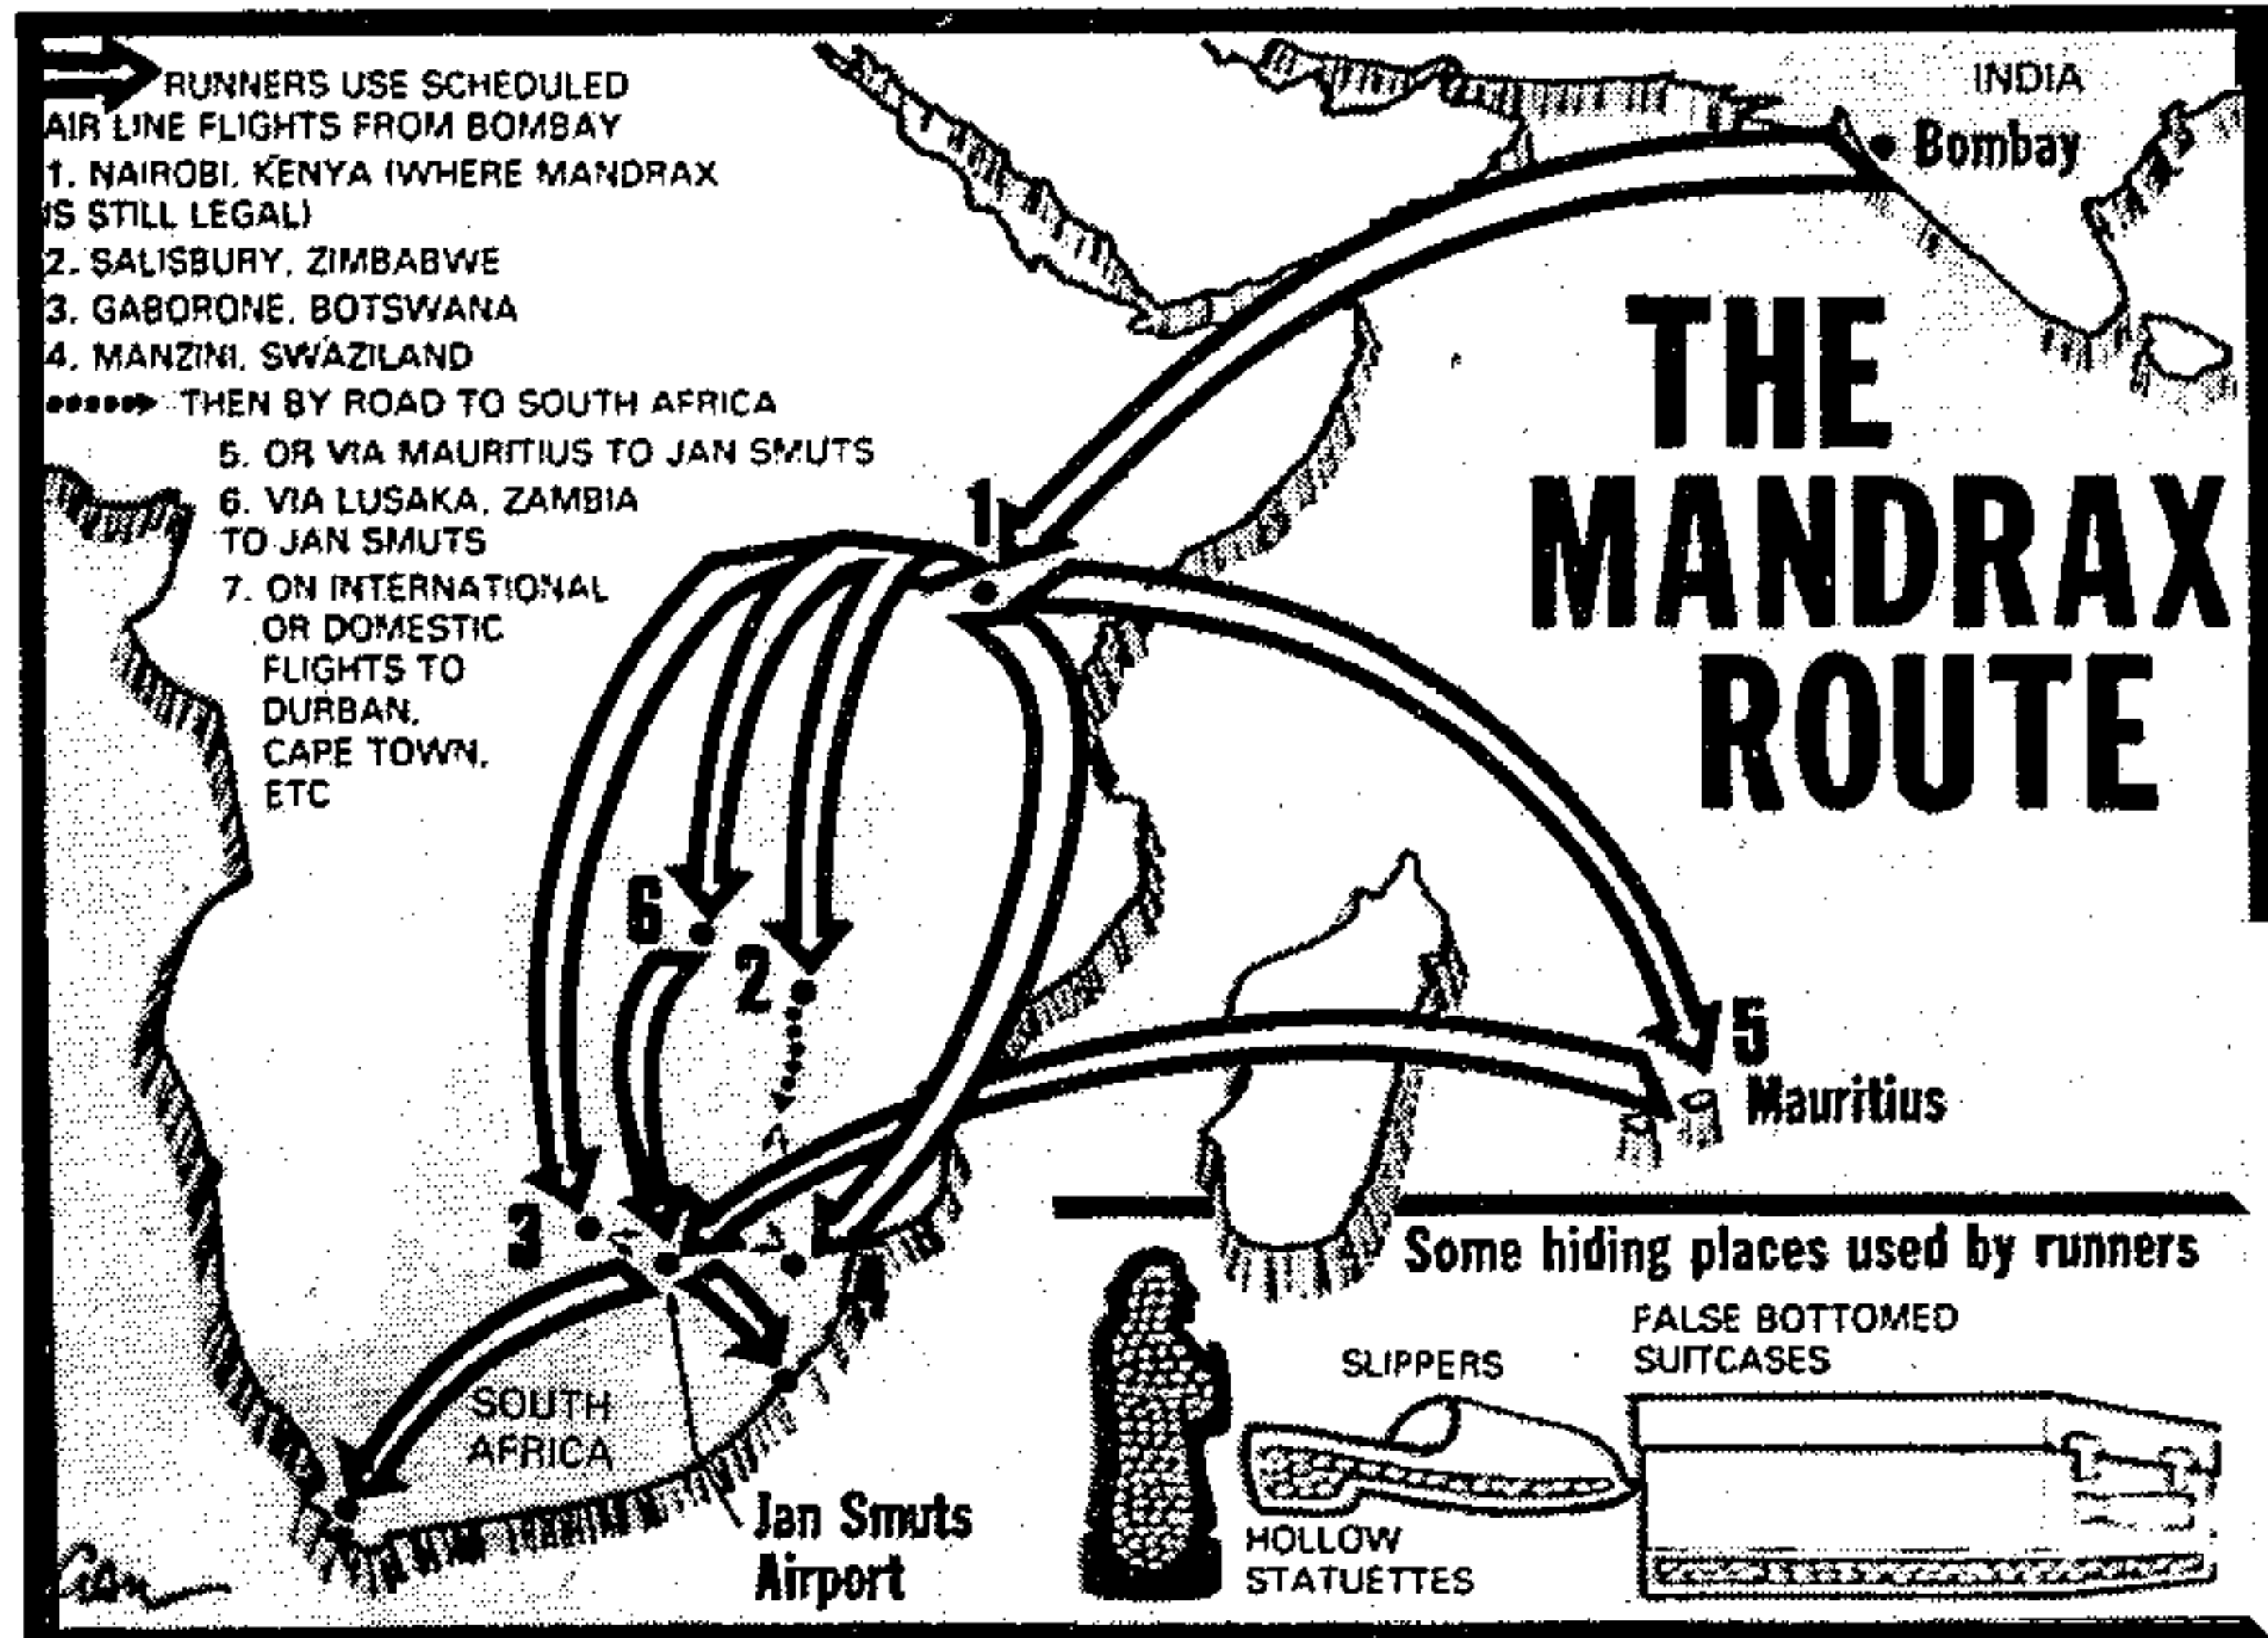 RUNNERS USE SCHEDULED
AIR LINE FLIGHTS FROM BOMBAY
1. NAIROBI, KENYA (WHERE MANDRAX
IS STILL LEGAL)
2. SALISBURY, ZIMBABWE
3. GABORONE, BOTSWANA
4. MANZINI, SWAZILAND
THEN BY ROAD TO SOUTH AFRICA
5. OR VIA MAURITIUS TO JAN SMUTS
6. VIA LUSAKA, ZAMBIA
TO JAN SMUTS
7. ON INTERNATIONAL
OR DOMESTIC
FLIGHTS TO
DURBAN,
CAPE TOWN,
ETC
INDIA
Bombay
THE
MANDRAX
ROUTE
1
6
2
5
Mauritius
3
SOUTH
AFRICA
Jan Smuts
Airport
Some hiding places used by runners
FALSE BOTTOMED
SUITCASES
SLIPPERS
HOLLOW
STATUETTES